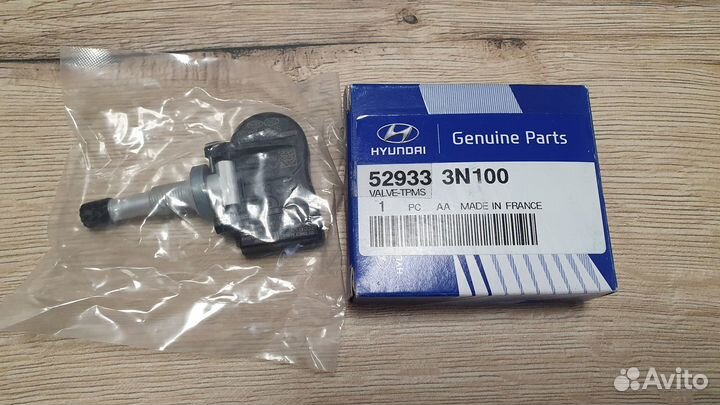 HYUNDAI
Genuine Parts
52933 3N100
VALVE-TPMS
1 PC AA MADE IN FRANCE
Avito